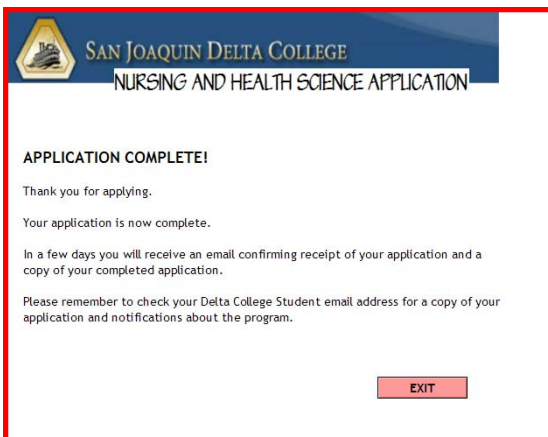 SAN JOAQUIN DELTA COLLEGE
NURSING AND HEALTH SCIENCE APPLICATION
APPLICATION COMPLETE!
Thank you for applying.
Your application is now complete.
In a few days you will receive an email confirming receipt of your application and a
copy of your completed application.
Please remember to check your Delta College Student email address for a copy of your
application and notifications about the program.
EXIT